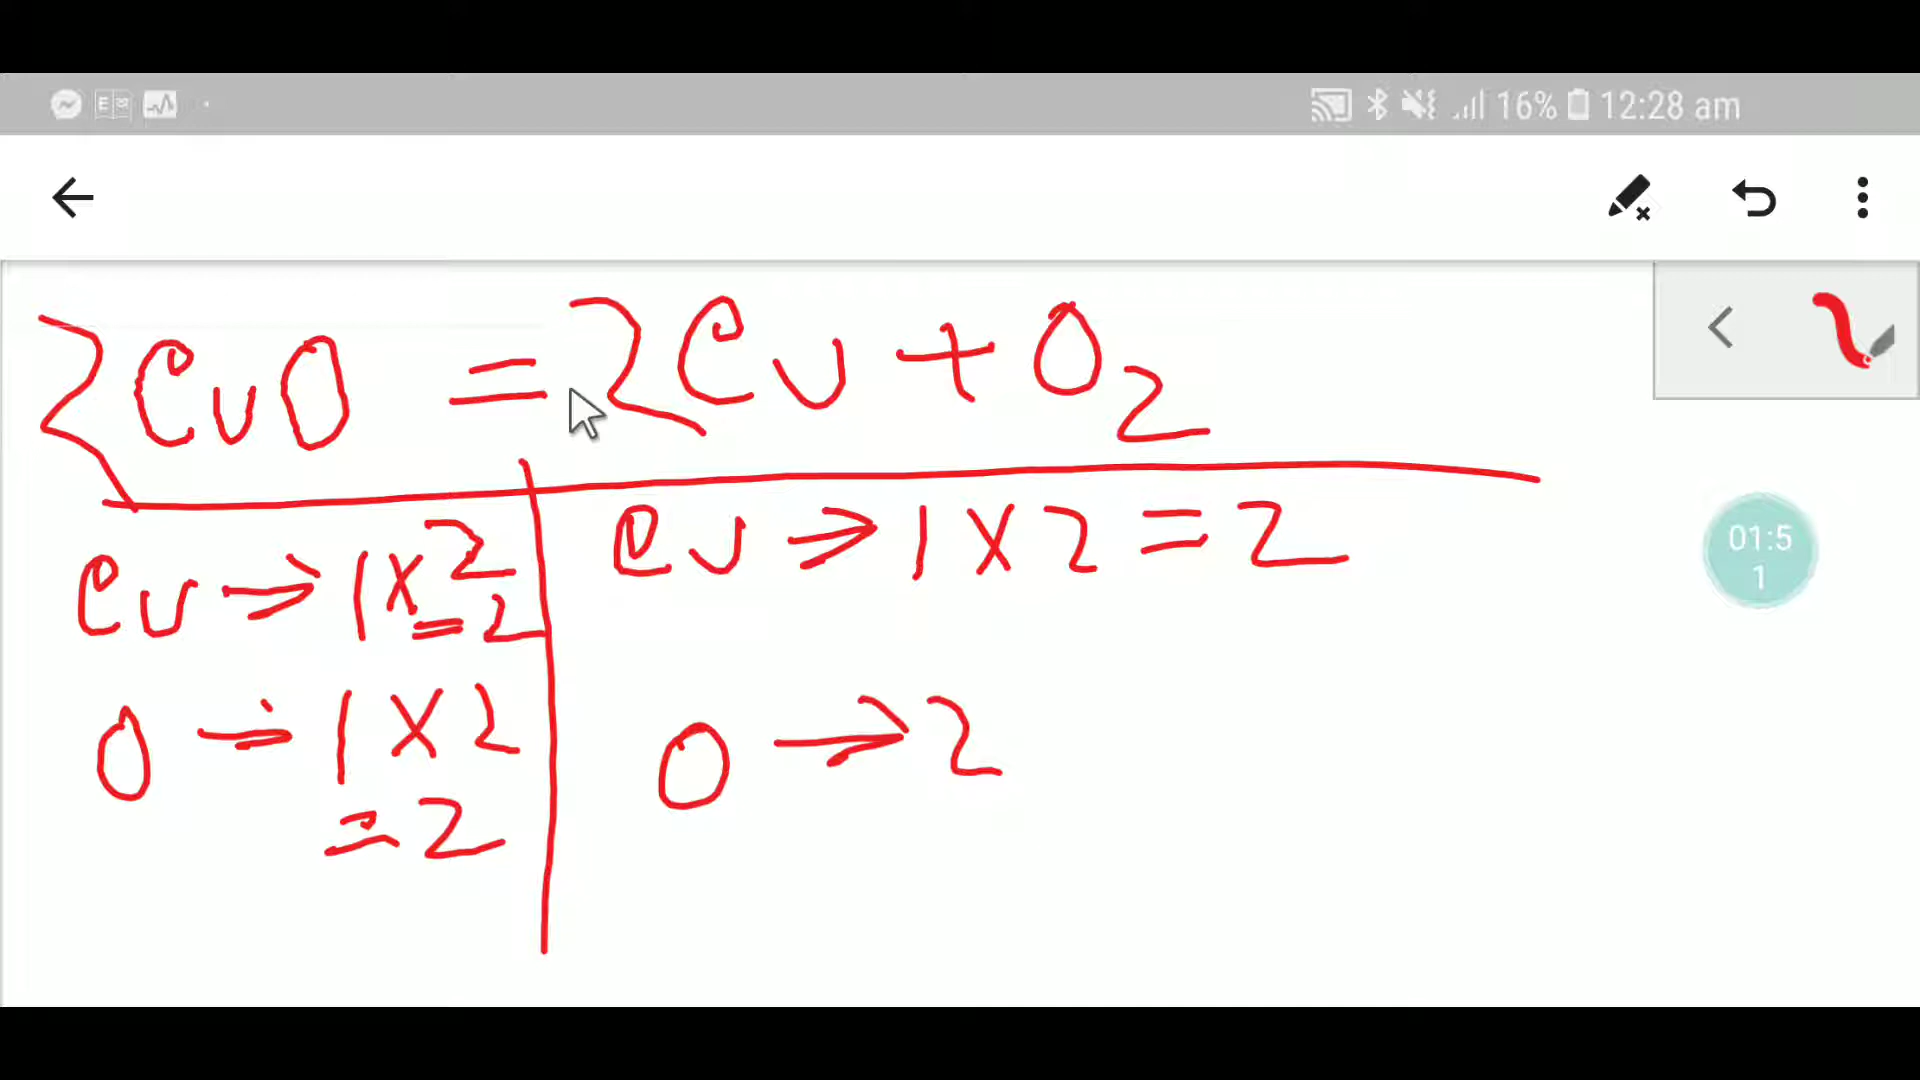 16% 12:28 am
2CuO = 2Cu + O2
Cu → 1 x 2 = 2
Cu → 1 x 2 = 2
O → 1 x 2 = 2
O → 2
01:51